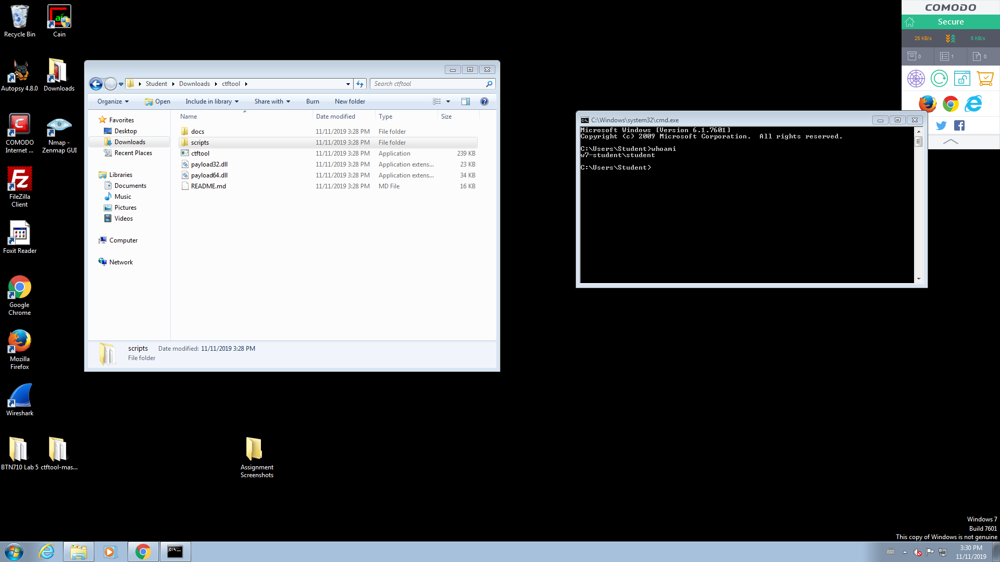 Recycle Bin
Cain
Autopsy 4.8.0
Downloads
COMODO
Internet ...
Nmap -
Zenmap GUI
FileZilla
Client
Foxit Reader
Google
Chrome
Mozilla
Firefox
Wireshark
BTN710 Lab 5
ctftool-mas...
Assignment
Screenshots
Student
Downloads
ctftool
Search ctftool
Organize
Open
Include in library
Share with
Burn
New folder
Favorites
Desktop
Downloads
Recent Places
Libraries
Documents
Music
Pictures
Videos
Computer
Network
Name Date modified Type Size
docs 11/11/2019 3:28 PM File folder
scripts 11/11/2019 3:28 PM File folder
ctftool 11/11/2019 3:28 PM Application 239 KB
payload32.dll 11/11/2019 3:28 PM Application extens... 23 KB
payload64.dll 11/11/2019 3:28 PM Application extens... 34 KB
README.md 11/11/2019 3:28 PM MD File 16 KB
scripts Date modified: 11/11/2019 3:28 PM
File folder
C:\Windows\system32\cmd.exe
Microsoft Windows [Version 6.1.7601]
Copyright (c) 2009 Microsoft Corporation.  All rights reserved.
C:\Users\Student>whoami
w7-student\student
C:\Users\Student>
COMODO
Secure
25 KB/s
5 KB/s
0
1
0
Windows 7
Build 7601
This copy of Windows is not genuine
3:30 PM
11/11/2019